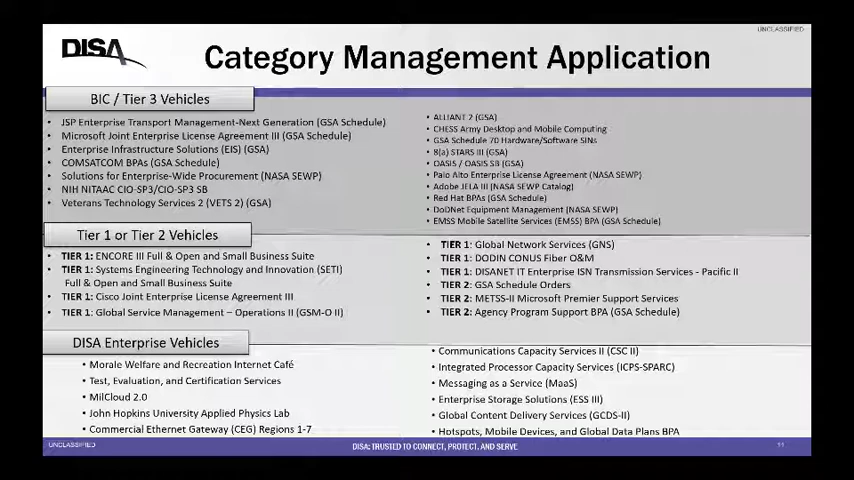 UNCLASSIFIED
DISA
Category Management Application
BIC / Tier 3 Vehicles
• JSP Enterprise Transport Management-Next Generation (GSA Schedule)
• Microsoft Joint Enterprise License Agreement III (GSA Schedule)
• Enterprise Infrastructure Solutions (EIS) (GSA)
• COMSATCOM BPAs (GSA Schedule)
• Solutions for Enterprise-Wide Procurement (NASA SEWP)
• NIH NITAAC CIO-SP3/CIO-SP3 SB
• Veterans Technology Services 2 (VETS 2) (GSA)
• ALLIANT 2 (GSA)
• CHESS Army Desktop and Mobile Computing
• GSA Schedule 70 Hardware/Software SINs
• 8(a) STARS III (GSA)
• OASIS / OASIS SB (GSA)
• Palo Alto Enterprise License Agreement (NASA SEWP)
• Adobe JELA III (NASA SEWP Catalog)
• Red Hat BPAs (GSA Schedule)
• DoDNet Equipment Management (NASA SEWP)
• EMSS Mobile Satellite Services (EMSS) BPA (GSA Schedule)
Tier 1 or Tier 2 Vehicles
• TIER 1: ENCORE III Full & Open and Small Business Suite
• TIER 1: Systems Engineering Technology and Innovation (SETI)
Full & Open and Small Business Suite
• TIER 1: Cisco Joint Enterprise License Agreement III
• TIER 1: Global Service Management – Operations II (GSM-O II)
• TIER 1: Global Network Services (GNS)
• TIER 1: DODIN CONUS Fiber O&M
• TIER 1: DISANET IT Enterprise ISN Transmission Services - Pacific II
• TIER 2: GSA Schedule Orders
• TIER 2: METSS-II Microsoft Premier Support Services
• TIER 2: Agency Program Support BPA (GSA Schedule)
DISA Enterprise Vehicles
• Morale Welfare and Recreation Internet Café
• Test, Evaluation, and Certification Services
• MilCloud 2.0
• John Hopkins University Applied Physics Lab
• Commercial Ethernet Gateway (CEG) Regions 1-7
• Communications Capacity Services II (CSC II)
• Integrated Processor Capacity Services (ICPS-SPARC)
• Messaging as a Service (MaaS)
• Enterprise Storage Solutions (ESS III)
• Global Content Delivery Services (GCDS-II)
• Hotspots, Mobile Devices, and Global Data Plans BPA
UNCLASSIFIED
DISA: TRUSTED TO CONNECT, PROTECT, AND SERVE
11